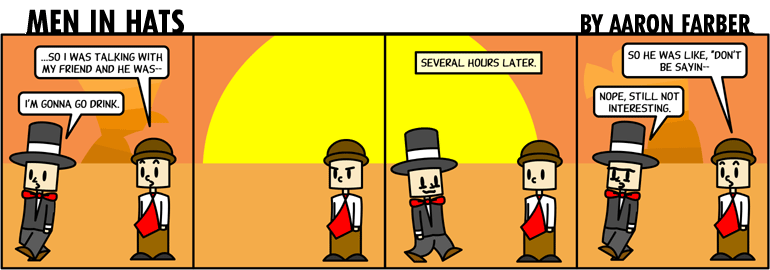 MEN IN HATS
BY AARON FARBER
...SO I WAS TALKING WITH
MY FRIEND AND HE WAS--
I'M GONNA GO DRINK.
SEVERAL HOURS LATER.
SO HE WAS LIKE, "DON'T
BE SAYIN--
NOPE, STILL NOT
INTERESTING.